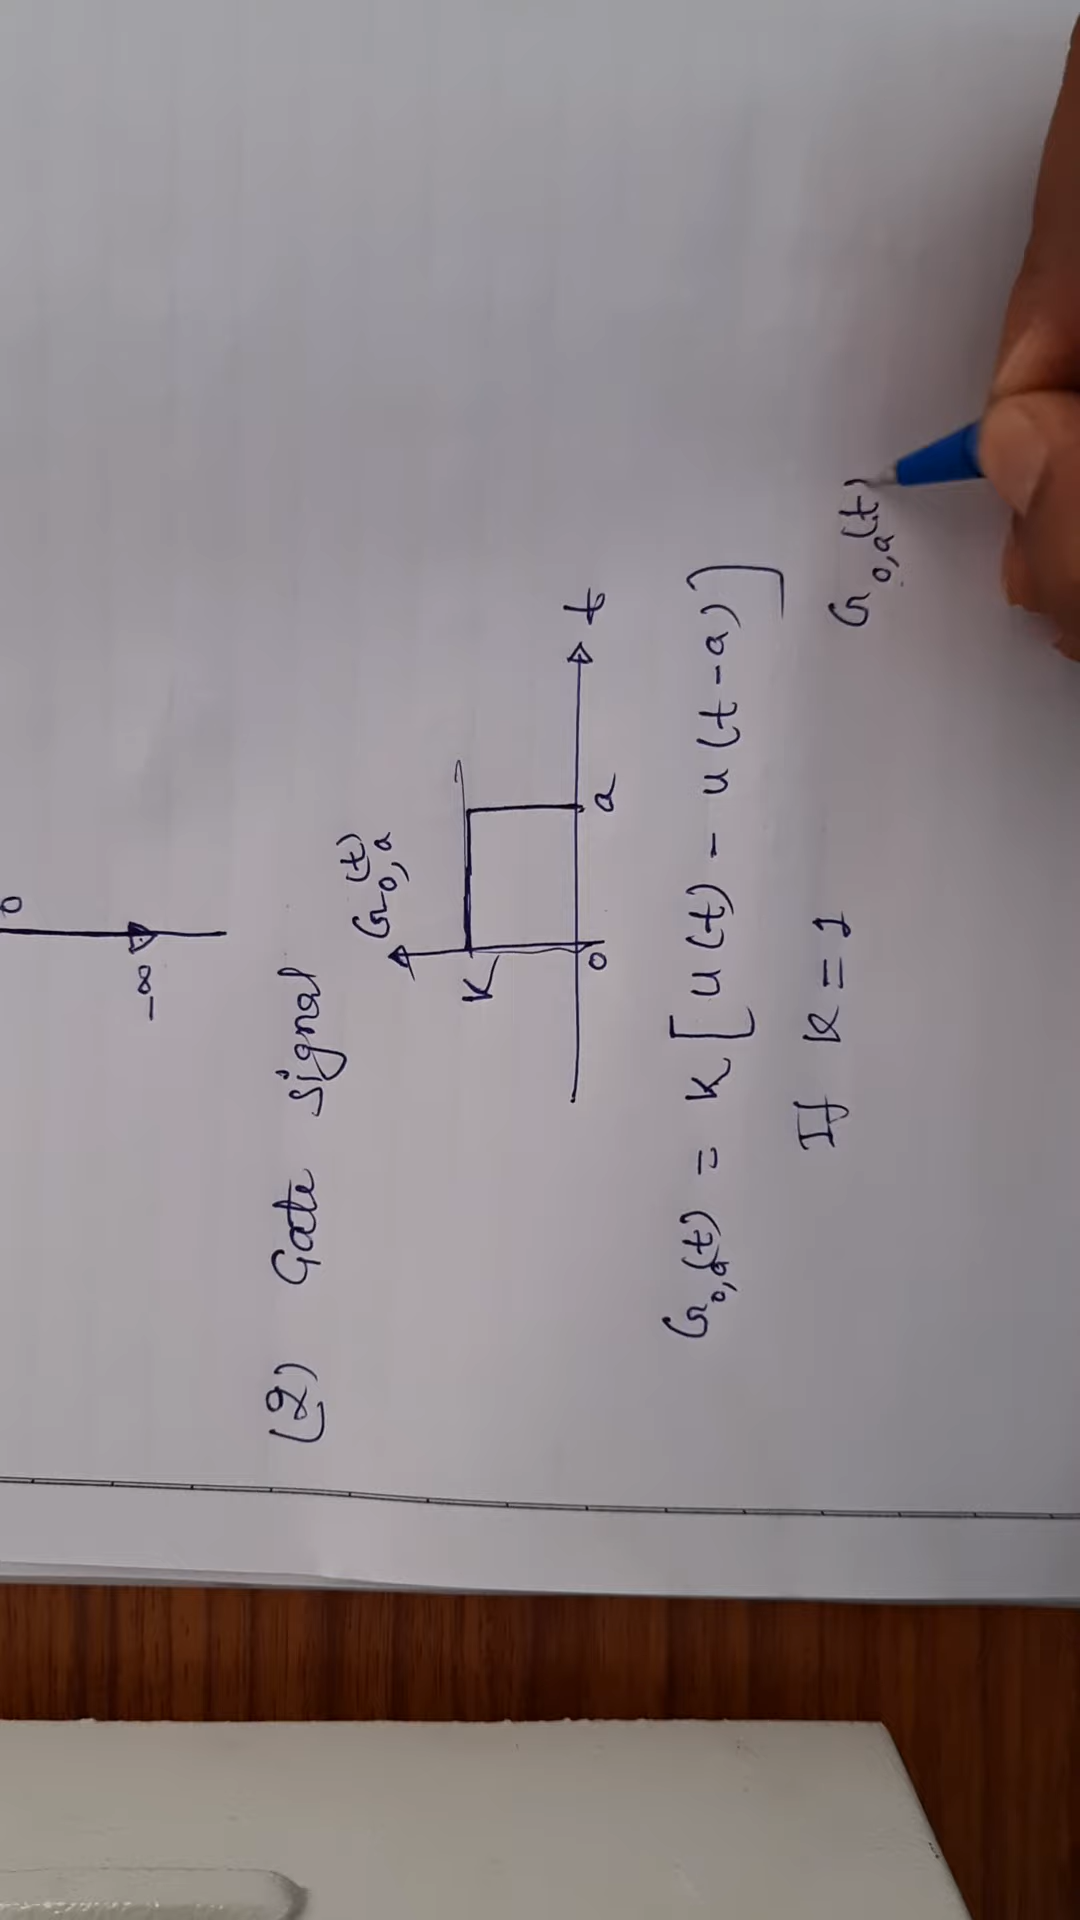 0
-∞
(2) Gate Signal
G0,a(t)
K
0 a t
G0,a(t) = K [u(t) - u(t-a)]
If K = 1 G0,a(t)